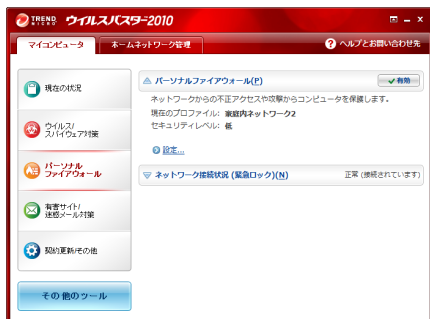 TREND MICRO ウイルスバスター2010
マイコンピュータ ホームネットワーク管理 ヘルプとお問い合わせ先
現在の状況
ウイルス/
スパイウェア対策
パーソナル
ファイアウォール
有害サイト/
迷惑メール対策
契約更新/その他
その他のツール
パーソナルファイアウォール(P) 有効
ネットワークからの不正アクセスや攻撃からコンピュータを保護します。
現在のプロファイル: 家庭内ネットワーク2
セキュリティレベル: 低
設定...
ネットワーク接続状況 (緊急ロック)(N) 正常 (接続されています)